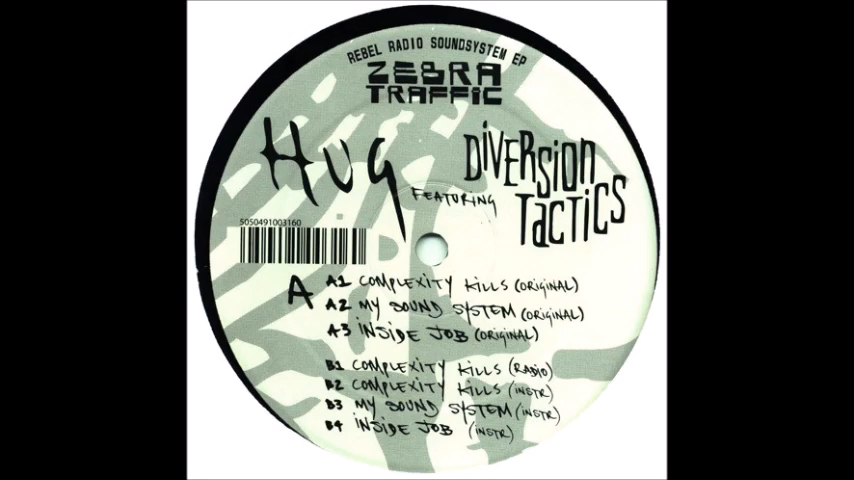 REBEL RADIO SOUNDSYSTEM EP
ZEBRA
TRAFFIC
HUG
FEATURING
DiVERSiON
TaCTiCS
5050491003160
A
A1 COMPLEXITY KILLS (ORIGINAL)
A2 MY SOUND SYSTEM (ORIGINAL)
A3 INSIDE JOB (ORIGINAL)
B1 COMPLEXITY KILLS (RADIO)
B2 COMPLEXITY KILLS (INSTR)
B3 MY SOUND SYSTEM (INSTR)
B4 INSIDE JOB (INSTR)